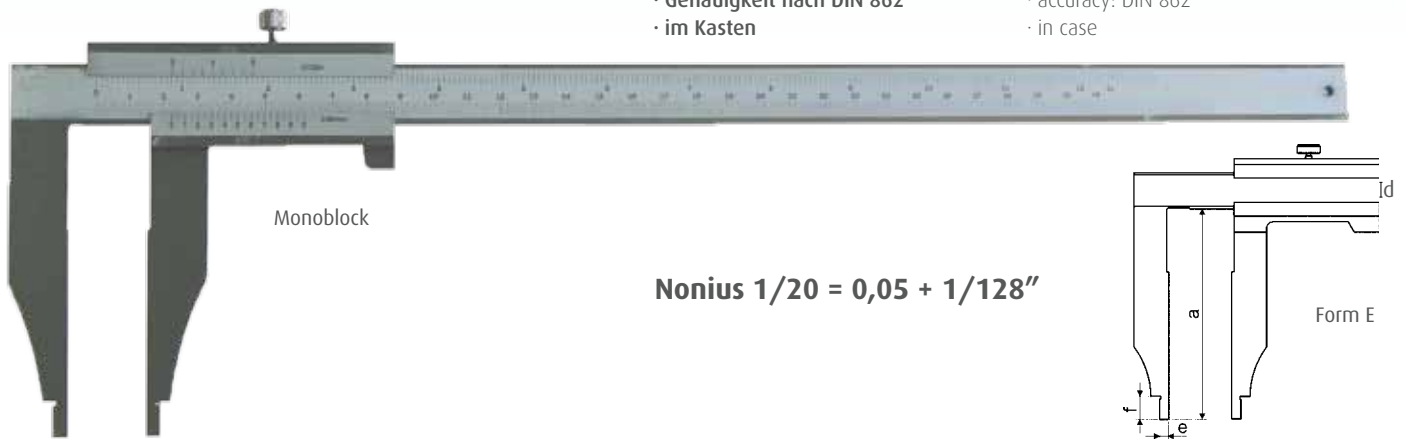 · Genauigkeit nach DIN 862
· accuracy: DIN 862
· im Kasten
· in case
Monoblock
Nonius 1/20 = 0,05 + 1/128″
Id
a
Form E
f
e